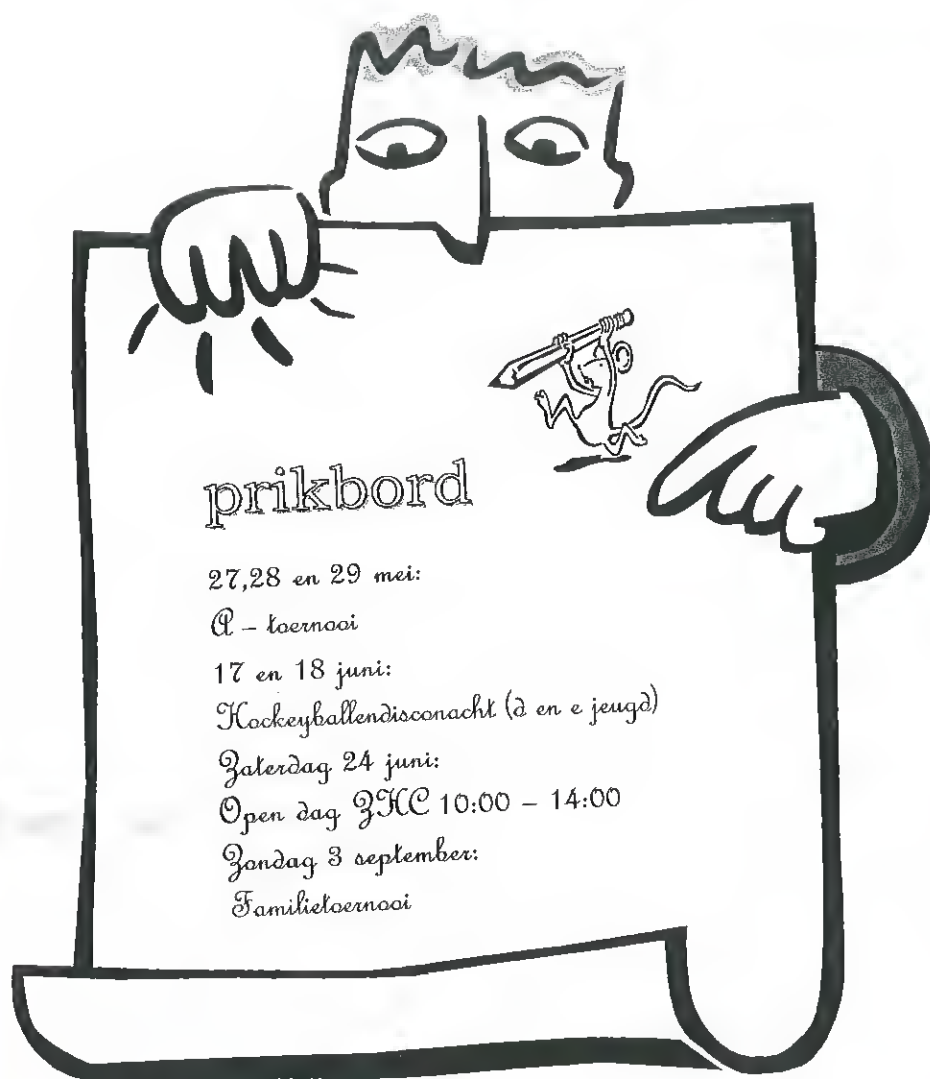 prikbord
27,28 en 29 mei:
A – toernooi
17 en 18 juni:
Hockeyballendisconacht (d en e jeugd)
Zaterdag 24 juni:
Open dag ZHC 10:00 – 14:00
Zondag 3 september:
Familietoernooi